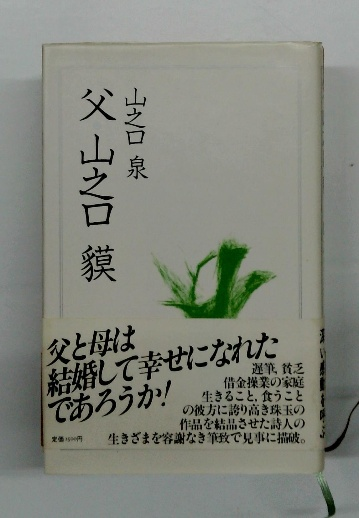 山之口 泉
父 山之口 貘
父と母は
結婚して幸せになれた
であろうか!
遅筆、貧乏
借金操業の家庭
生きること、食うこと
の彼方に誇り高き珠玉の
作品を結晶させた詩人の
生きざまを容謝なき筆致で見事に描破。